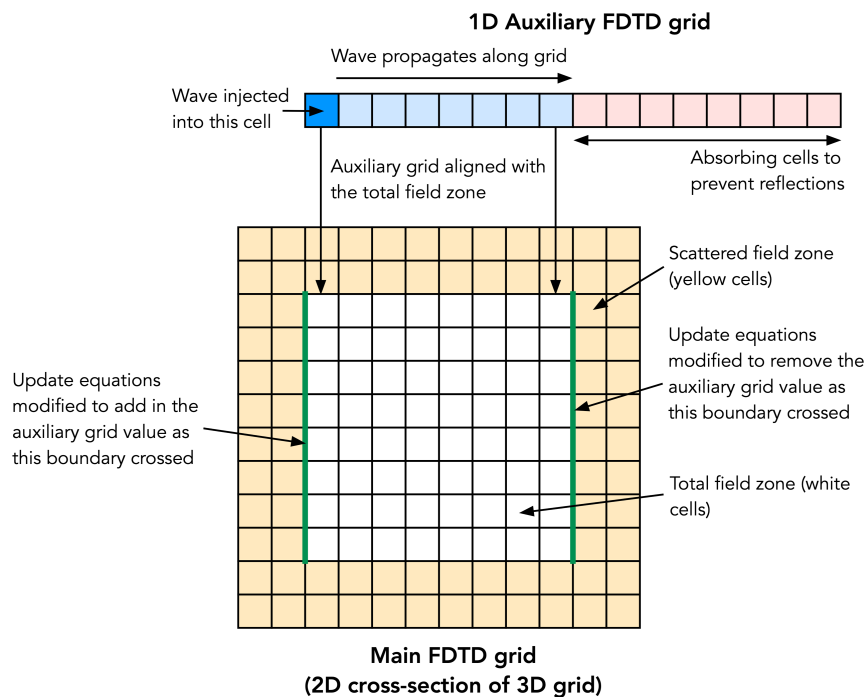 1D Auxiliary FDTD grid
Wave propagates along grid
Wave injected
into this cell
Auxiliary grid aligned with
the total field zone
Absorbing cells to
prevent reflections
Scattered field zone
(yellow cells)
Update equations
modified to remove the
auxiliary grid value as
this boundary crossed
Update equations
modified to add in the
auxiliary grid value as
this boundary crossed
Total field zone (white
cells)
Main FDTD grid
(2D cross-section of 3D grid)